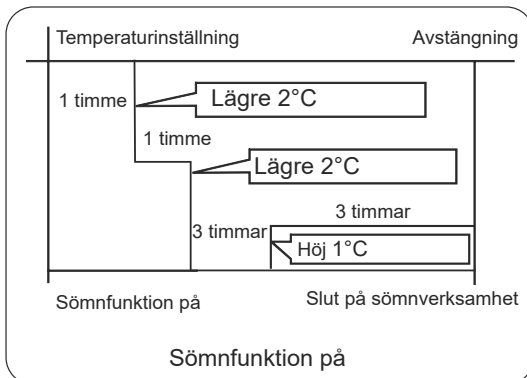 Temperaturinställning Avstängning
1 timme Lägre 2°C
1 timme
Lägre 2°C
3 timmar
3 timmar
Höj 1°C
Sömnfunktion på Slut på sömnverksamhet
Sömnfunktion på